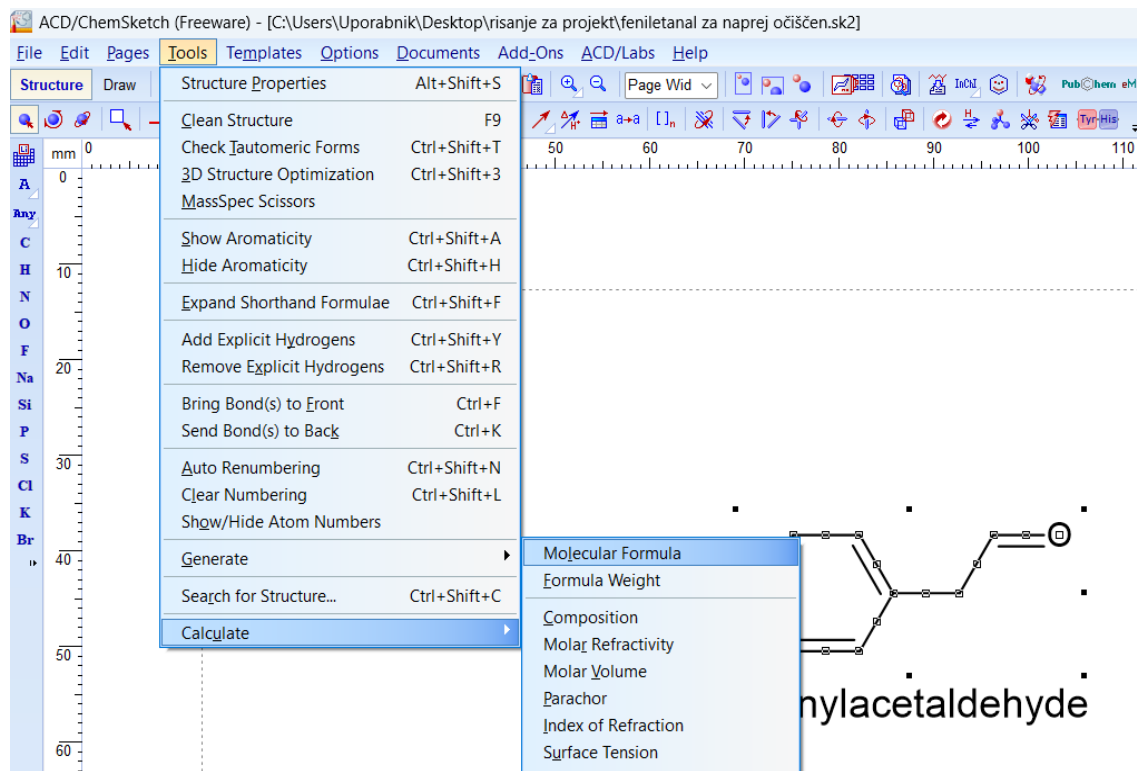 ACD/ChemSketch (Freeware) - [C:\Users\Uporabnik\Desktop\risanje za projekt\feniletanal za naprej očiščen.sk2]
File Edit Pages Tools Templates Options Documents Add-Ons ACD/Labs Help
Structure Draw Page Wid InChI PubChem eM
a→a []n Tyr His
mm 0 50 60 70 80 90 100 110
0
10
20
30
40
50
60
A
Any
C
H
N
O
F
Na
Si
P
S
Cl
K
Br
Structure Properties Alt+Shift+S
Clean Structure F9
Check Tautomeric Forms Ctrl+Shift+T
3D Structure Optimization Ctrl+Shift+3
MassSpec Scissors
Show Aromaticity Ctrl+Shift+A
Hide Aromaticity Ctrl+Shift+H
Expand Shorthand Formulae Ctrl+Shift+F
Add Explicit Hydrogens Ctrl+Shift+Y
Remove Explicit Hydrogens Ctrl+Shift+R
Bring Bond(s) to Front Ctrl+F
Send Bond(s) to Back Ctrl+K
Auto Renumbering Ctrl+Shift+N
Clear Numbering Ctrl+Shift+L
Show/Hide Atom Numbers
Generate
Search for Structure... Ctrl+Shift+C
Calculate
Molecular Formula
Formula Weight
Composition
Molar Refractivity
Molar Volume
Parachor
Index of Refraction
Surface Tension
O
nylacetaldehyde